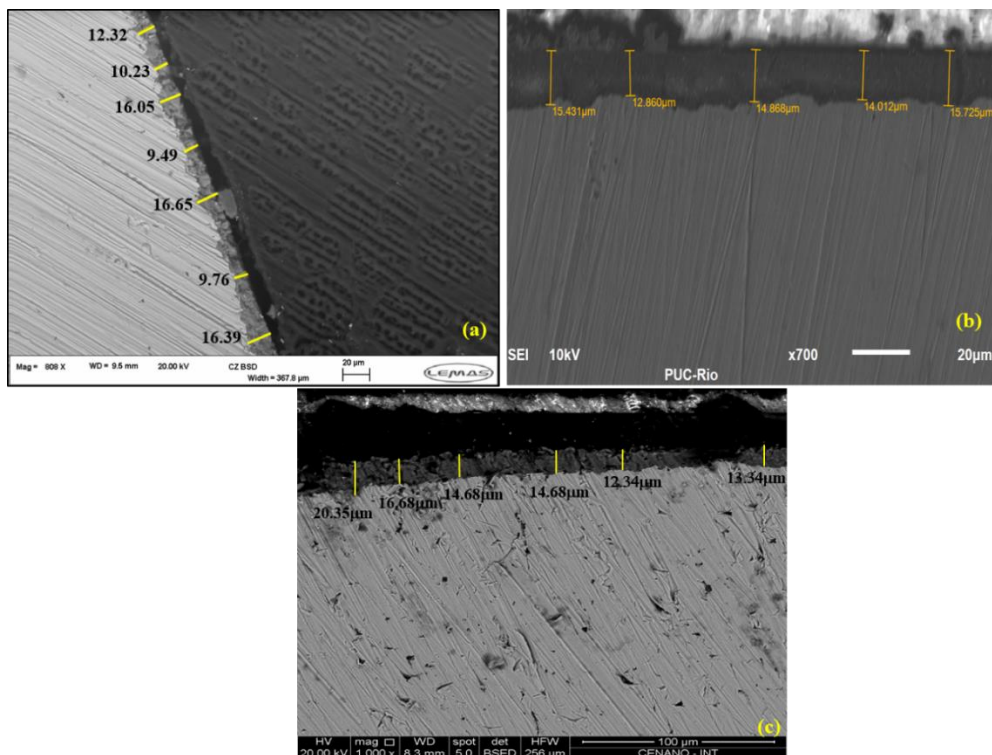 12.32
10.23
16.05
9.49
16.65
9.76
16.39
(a)
Mag = 808 X WD = 9.5 mm 20.00 kV CZ BSD 20 µm
Width = 367.8 µm
LEMAS
15.431µm 12.860µm 14.868µm 14.012µm 15.725µm
(b)
SEI 10kV x700 20µm
PUC-Rio
20.35µm 16.68µm 14.68µm 14.68µm 12.34µm 13.34µm
(c)
HV mag WD spot det HFW 100 µm
20.00 kV 1 000 x 8.3 mm 5.0 BSED 256 µm CENANO - INT